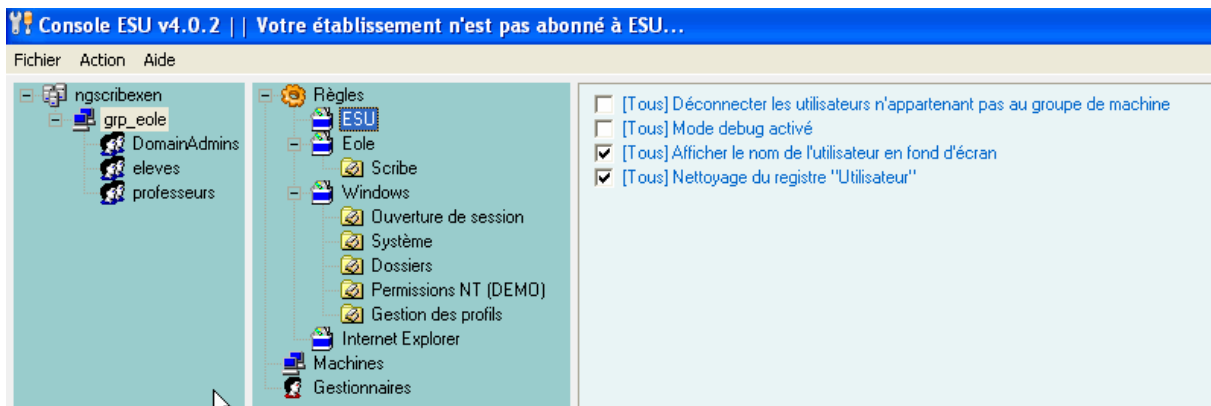 Console ESU v4.0.2 || Votre établissement n'est pas abonné à ESU...
Fichier Action Aide
ngscribexen
grp_eole
DomainAdmins
eleves
professeurs
Règles
ESU
Eole
Scribe
Windows
Ouverture de session
Système
Dossiers
Permissions NT (DEMO)
Gestion des profils
Internet Explorer
Machines
Gestionnaires
[Tous] Déconnecter les utilisateurs n'appartenant pas au groupe de machine
[Tous] Mode debug activé
[Tous] Afficher le nom de l'utilisateur en fond d'écran
[Tous] Nettoyage du registre "Utilisateur"